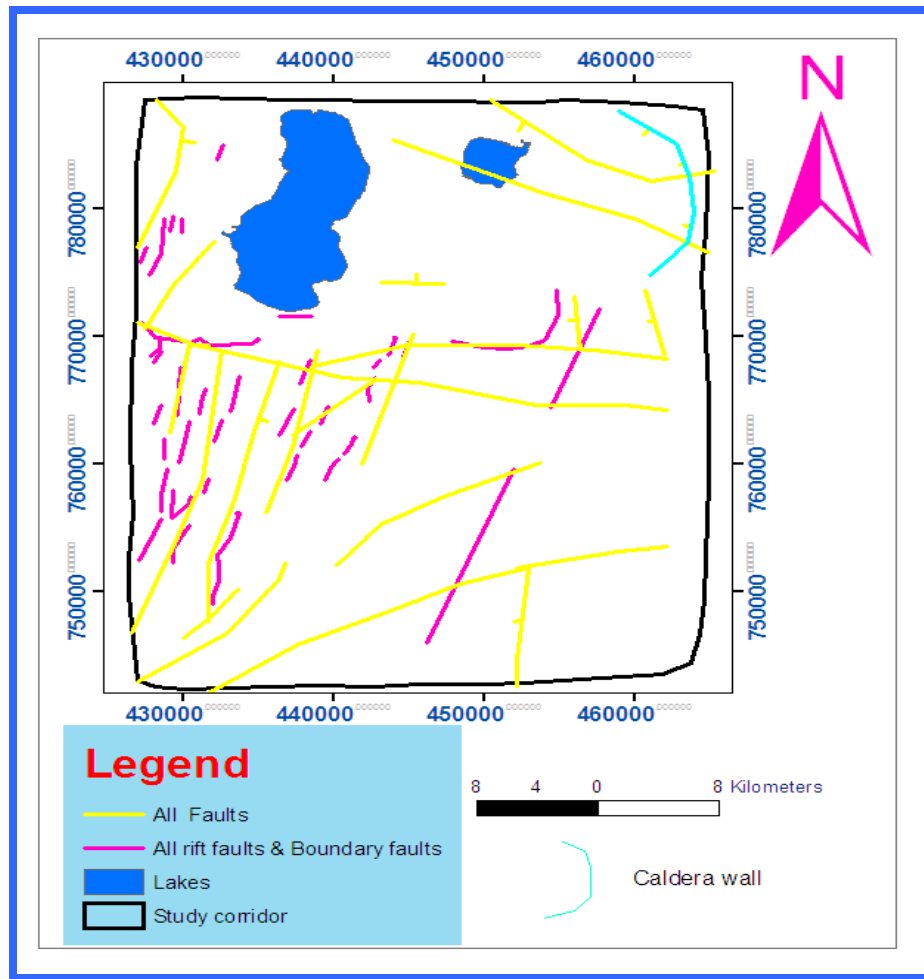 430000 440000 450000 460000
N
780000 780000
770000 770000
760000 760000
750000 750000
430000 440000 450000 460000
Legend
All Faults
All rift faults & Boundary faults
Lakes
Study corridor
8 4 0 8 Kilometers
Caldera wall